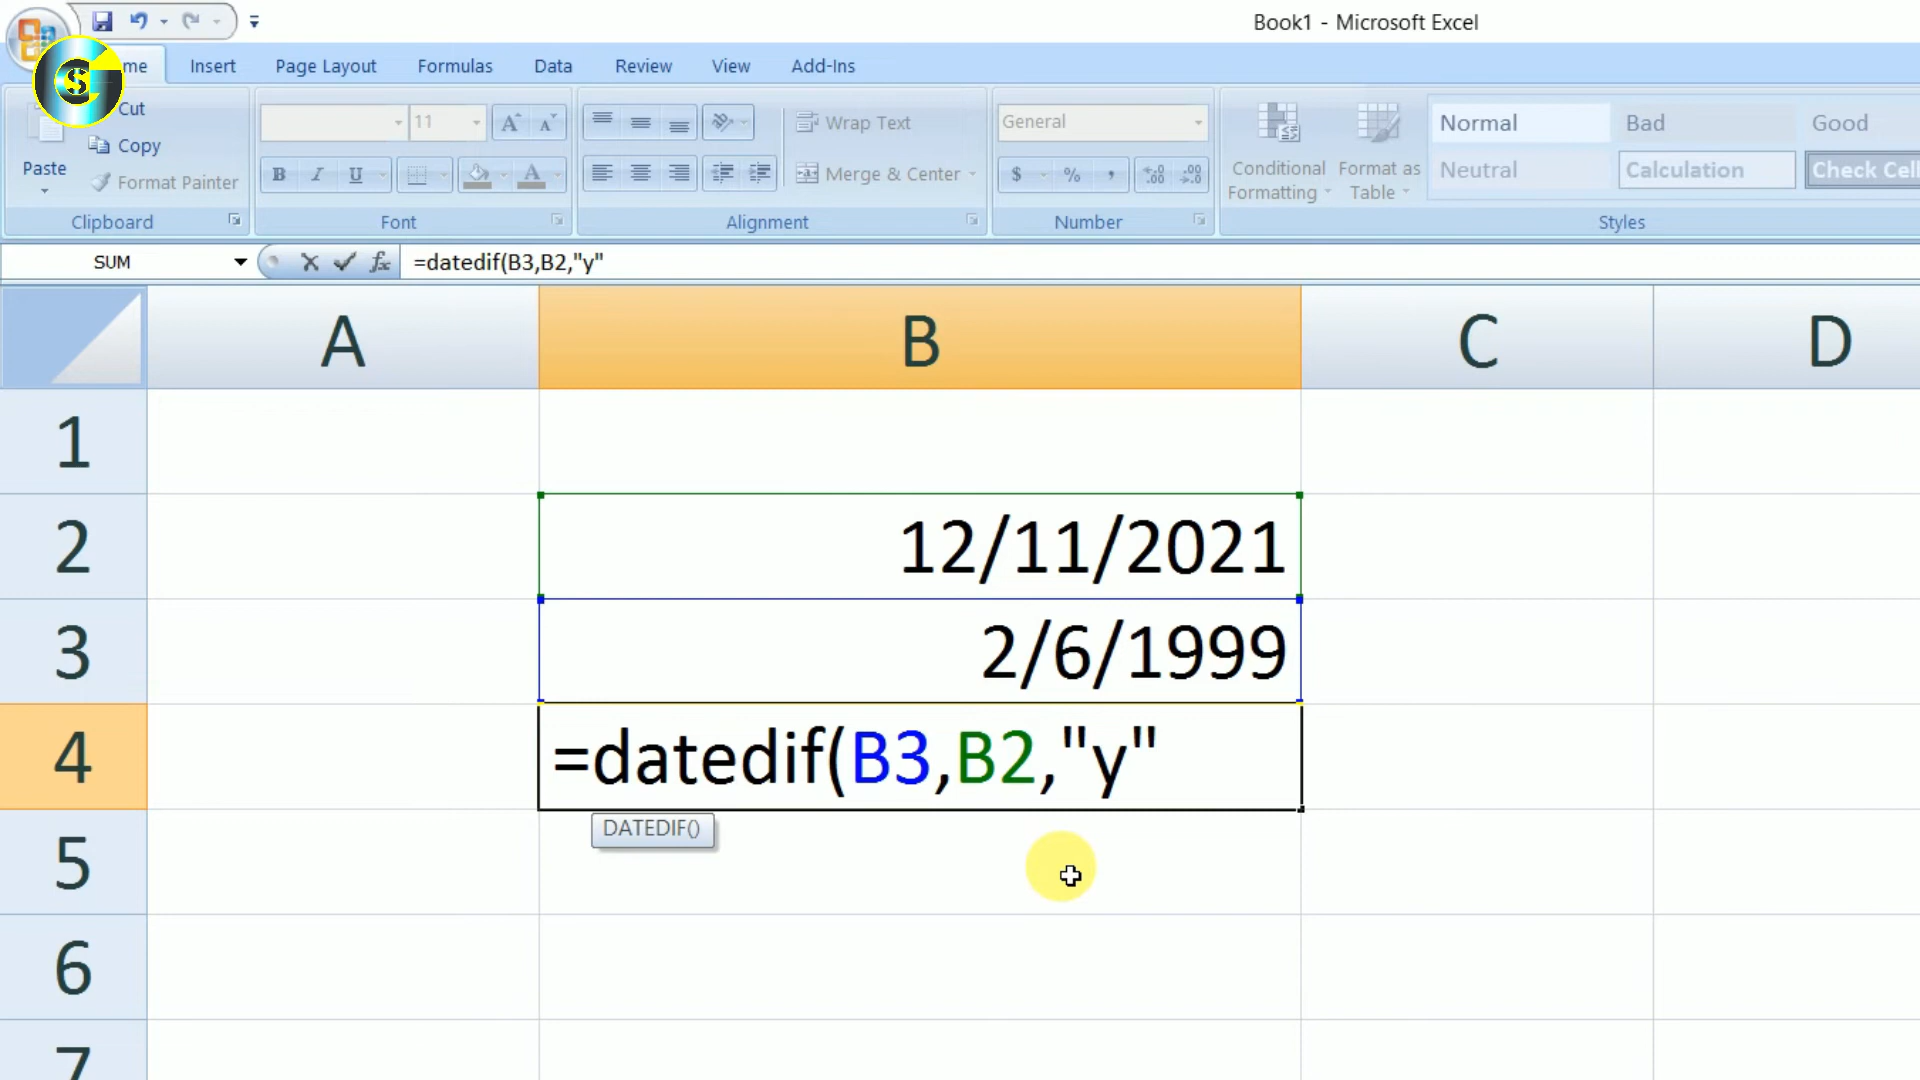 Book1 - Microsoft Excel
me Insert Page Layout Formulas Data Review View Add-Ins
Cut
Copy
Format Painter
Paste
Clipboard
11
B I U
A
Font
Wrap Text
Merge & Center
Alignment
General
$ % ,
Number
Conditional
Formatting
Format as
Table
Normal Bad Good
Neutral Calculation Check Cell
Styles
SUM
fx
=datedif(B3,B2,"y"
A B C D
1
2 12/11/2021
3 2/6/1999
4 =datedif(B3,B2,"y"
DATEDIF()
5
6
7